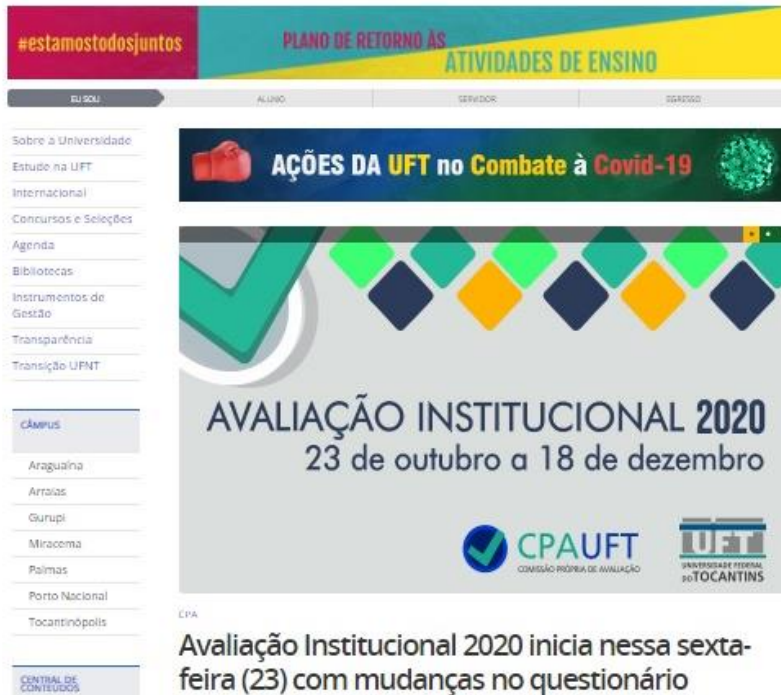 #estamostodosjuntos
PLANO DE RETORNO ÀS
ATIVIDADES DE ENSINO
EU SOU
ALUNO
SERVIDOR
EGRESSO
Sobre a Universidade
Estude na UFT
Internacional
Concursos e Seleções
Agenda
Bibliotecas
Instrumentos de
Gestão
Transparência
Transição UFNT
CÂMPUS
Araguaína
Arraias
Gurupi
Miracema
Palmas
Porto Nacional
Tocantinópolis
CENTRAL DE
CONTEÚDOS
AÇÕES DA UFT no Combate à Covid-19
AVALIAÇÃO INSTITUCIONAL 2020
23 de outubro a 18 de dezembro
CPAUFT
COMISSÃO PRÓPRIA DE AVALIAÇÃO
UFT
UNIVERSIDADE FEDERAL
DO TOCANTINS
CPA
Avaliação Institucional 2020 inicia nessa sexta-
feira (23) com mudanças no questionário